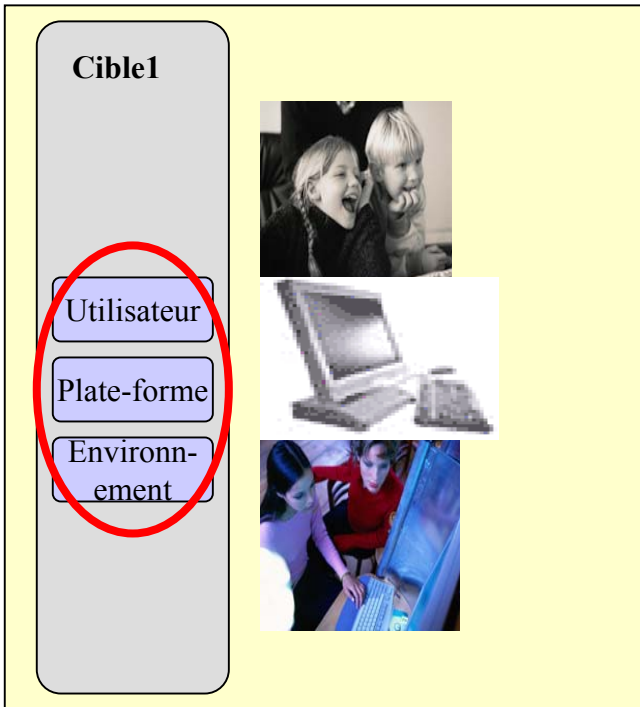 Cible1
Utilisateur
Plate-forme
Environn-
ement